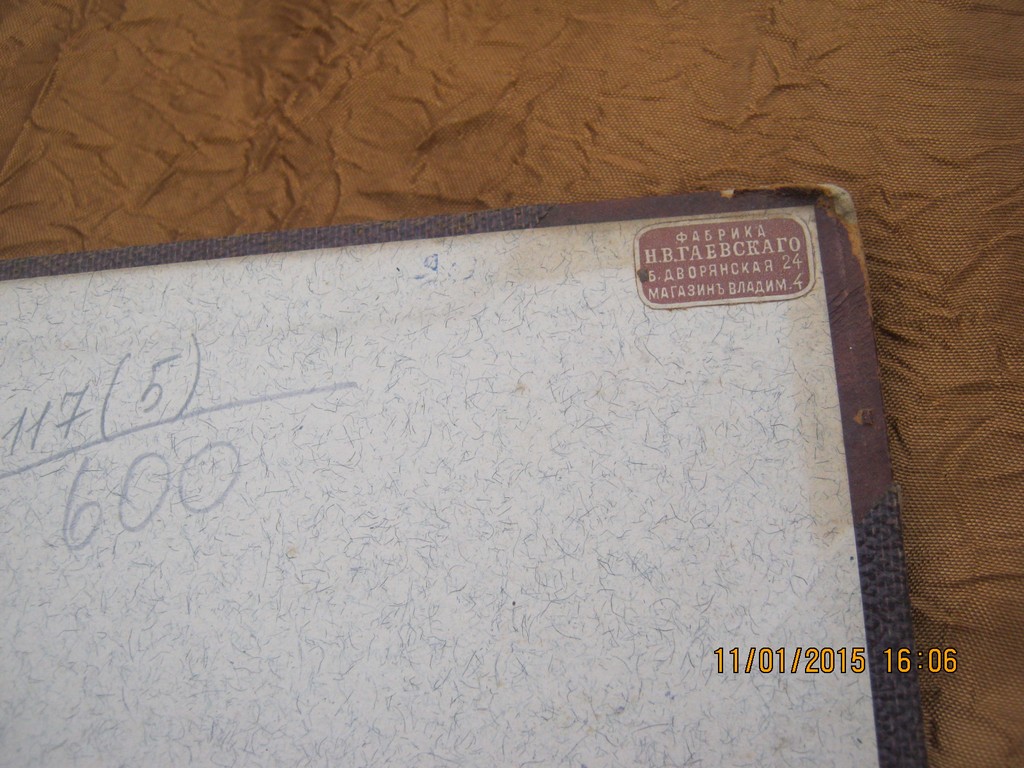 ФАБРИКА
Н.В.ГАЕВСКАГО
Б. ДВОРЯНСКАЯ 24
МАГАЗИНЪ ВЛАДИМ. 4
117(5)
600
11/01/2015 16:06